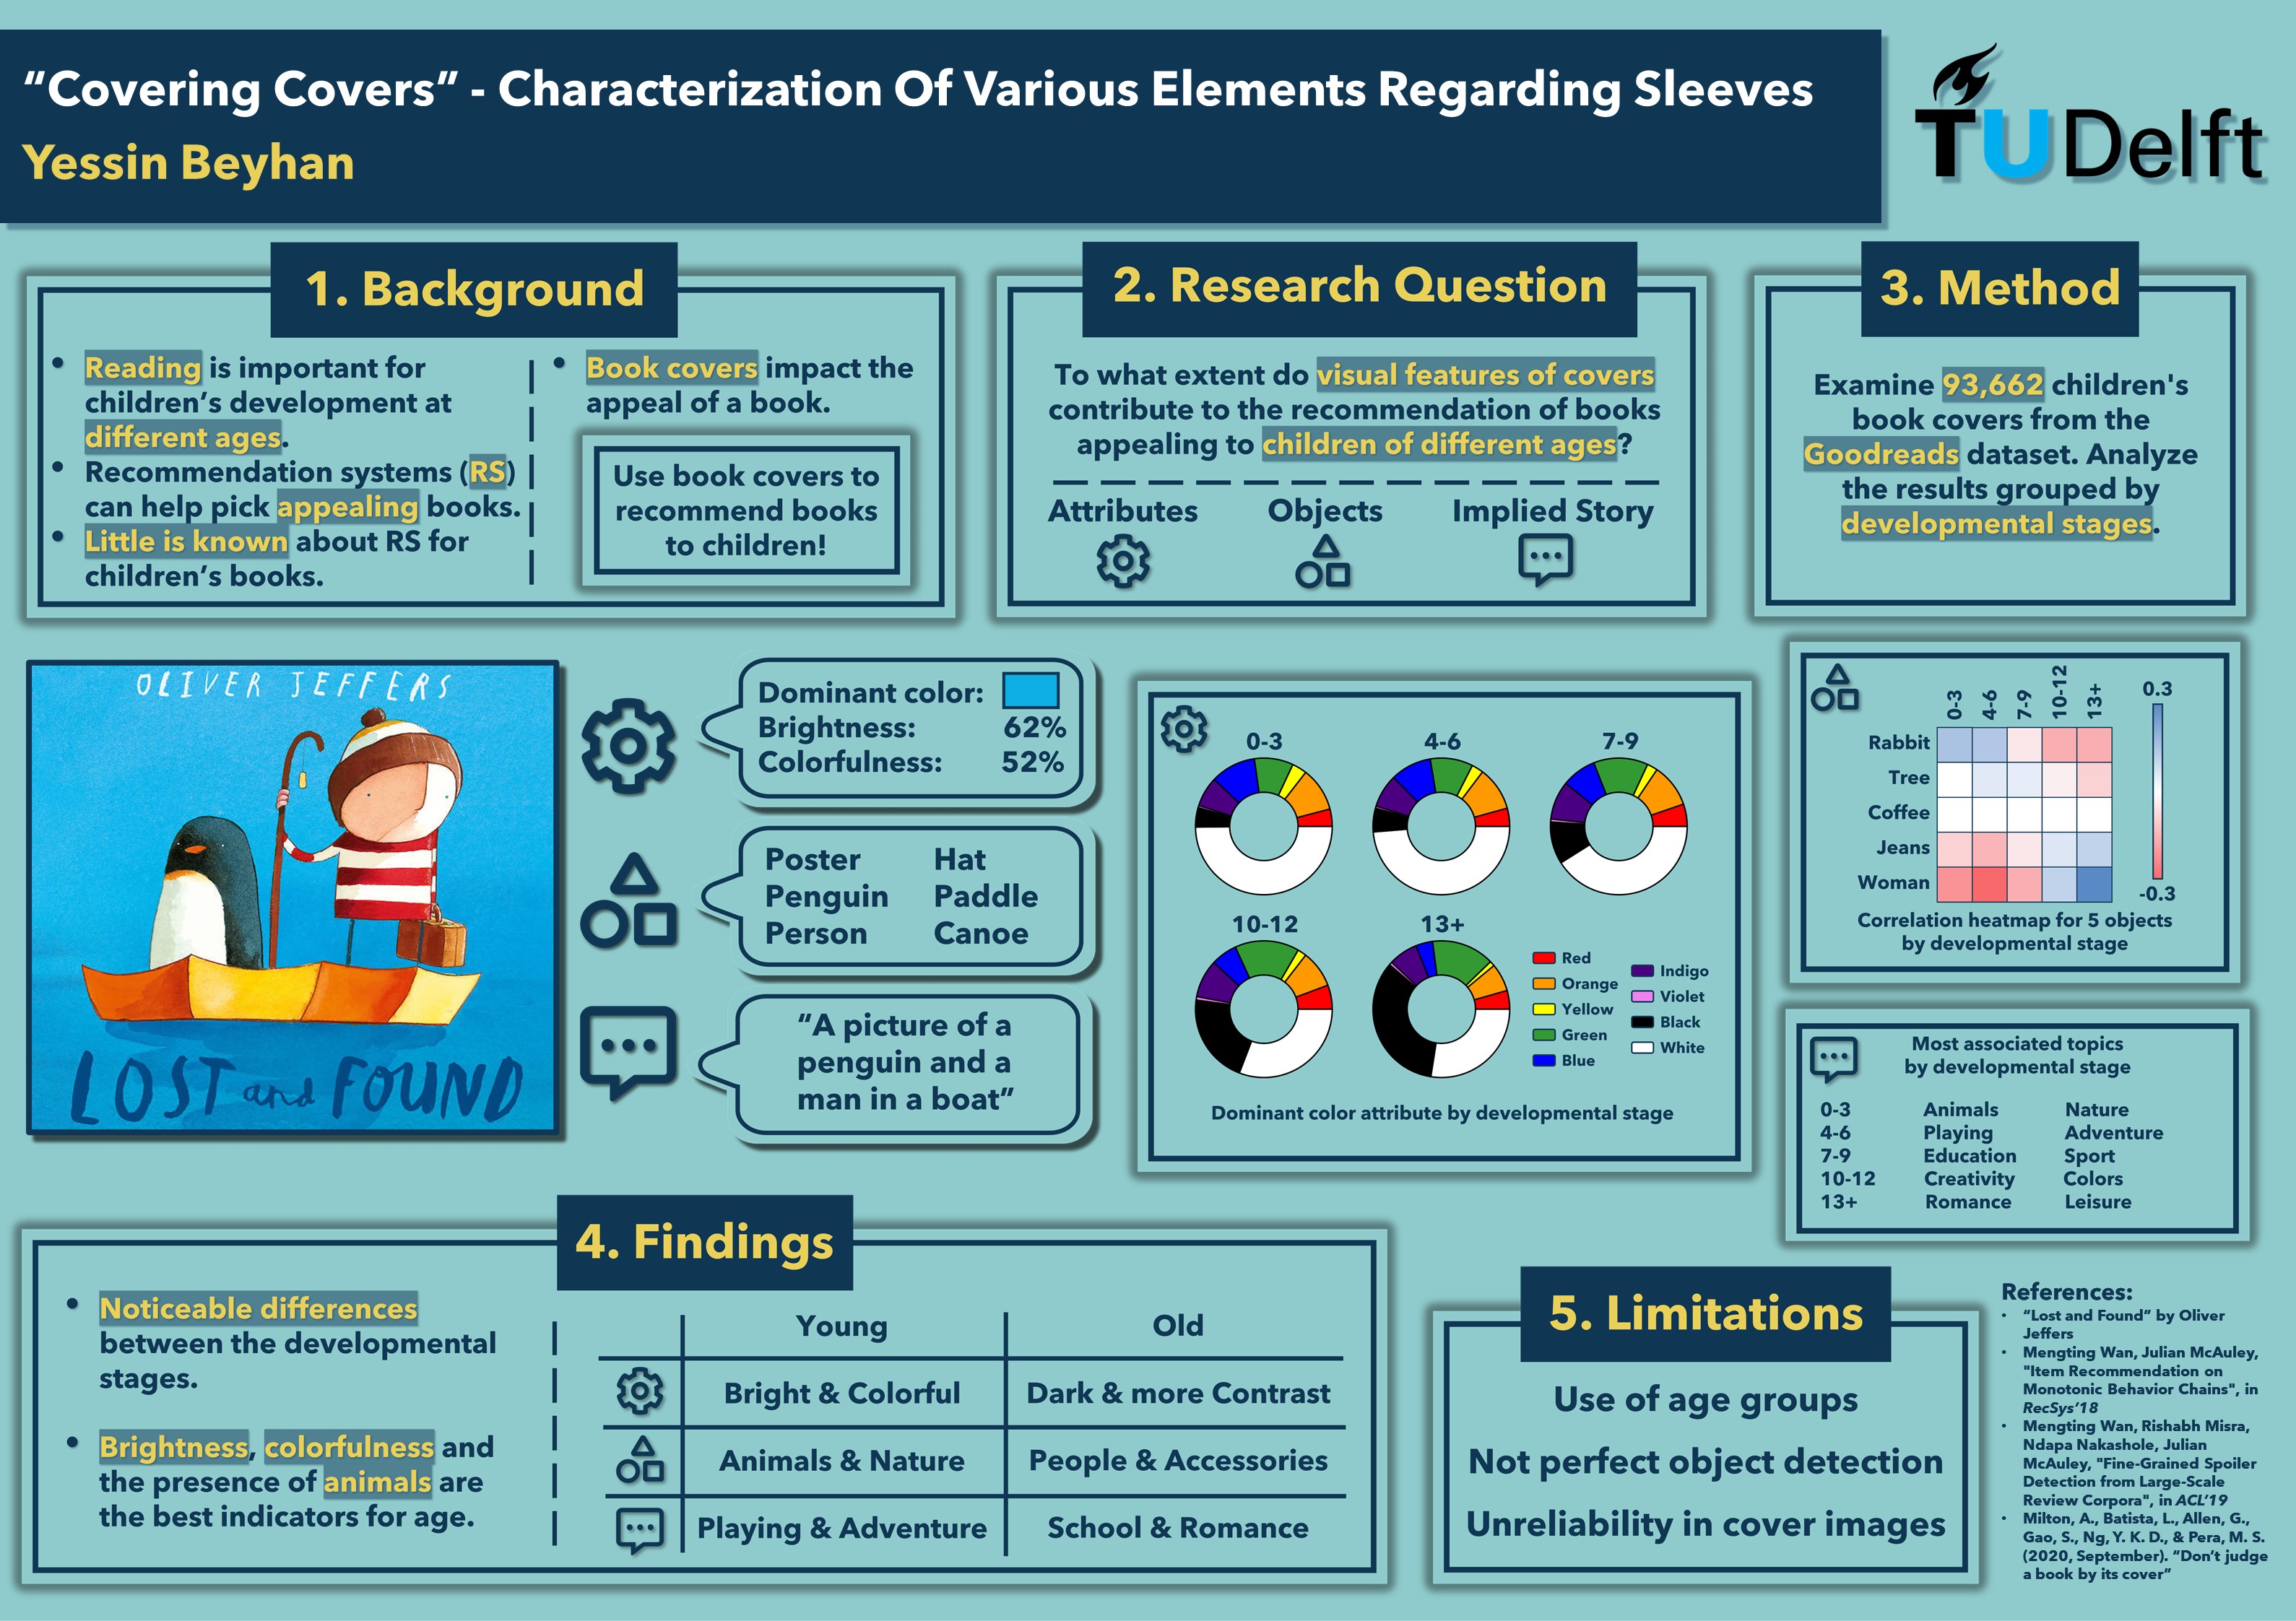 “Covering Covers” - Characterization Of Various Elements Regarding Sleeves
Yessin Beyhan
TUDelft
1. Background
• Reading is important for
children’s development at
different ages.
• Recommendation systems (RS)
can help pick appealing books.
• Little is known about RS for
children’s books.
• Book covers impact the
appeal of a book.
Use book covers to
recommend books
to children!
2. Research Question
To what extent do visual features of covers
contribute to the recommendation of books
appealing to children of different ages?
Attributes Objects Implied Story
3. Method
Examine 93,662 children's
book covers from the
Goodreads dataset. Analyze
the results grouped by
developmental stages.
OLIVER JEFFERS
LOST and FOUND
Dominant color:
Brightness: 62%
Colorfulness: 52%
Poster Hat
Penguin Paddle
Person Canoe
“A picture of a
penguin and a
man in a boat”
0-3 4-6 7-9
10-12 13+
Red
Orange
Yellow
Green
Blue
Indigo
Violet
Black
White
Dominant color attribute by developmental stage
0-3 4-6 7-9 10-12 13+
0.3
Rabbit
Tree
Coffee
Jeans
Woman
-0.3
Correlation heatmap for 5 objects
by developmental stage
Most associated topics
by developmental stage
0-3 Animals Nature
4-6 Playing Adventure
7-9 Education Sport
10-12 Creativity Colors
13+ Romance Leisure
4. Findings
• Noticeable differences
between the developmental
stages.
• Brightness, colorfulness and
the presence of animals are
the best indicators for age.
Young Old
Bright & Colorful Dark & more Contrast
Animals & Nature People & Accessories
Playing & Adventure School & Romance
5. Limitations
Use of age groups
Not perfect object detection
Unreliability in cover images
References:
• “Lost and Found” by Oliver
Jeffers
• Mengting Wan, Julian McAuley,
"Item Recommendation on
Monotonic Behavior Chains", in
RecSys’18
• Mengting Wan, Rishabh Misra,
Ndapa Nakashole, Julian
McAuley, "Fine-Grained Spoiler
Detection from Large-Scale
Review Corpora", in ACL’19
• Milton, A., Batista, L., Allen, G.,
Gao, S., Ng, Y. K. D., & Pera, M. S.
(2020, September). “Don’t judge
a book by its cover”